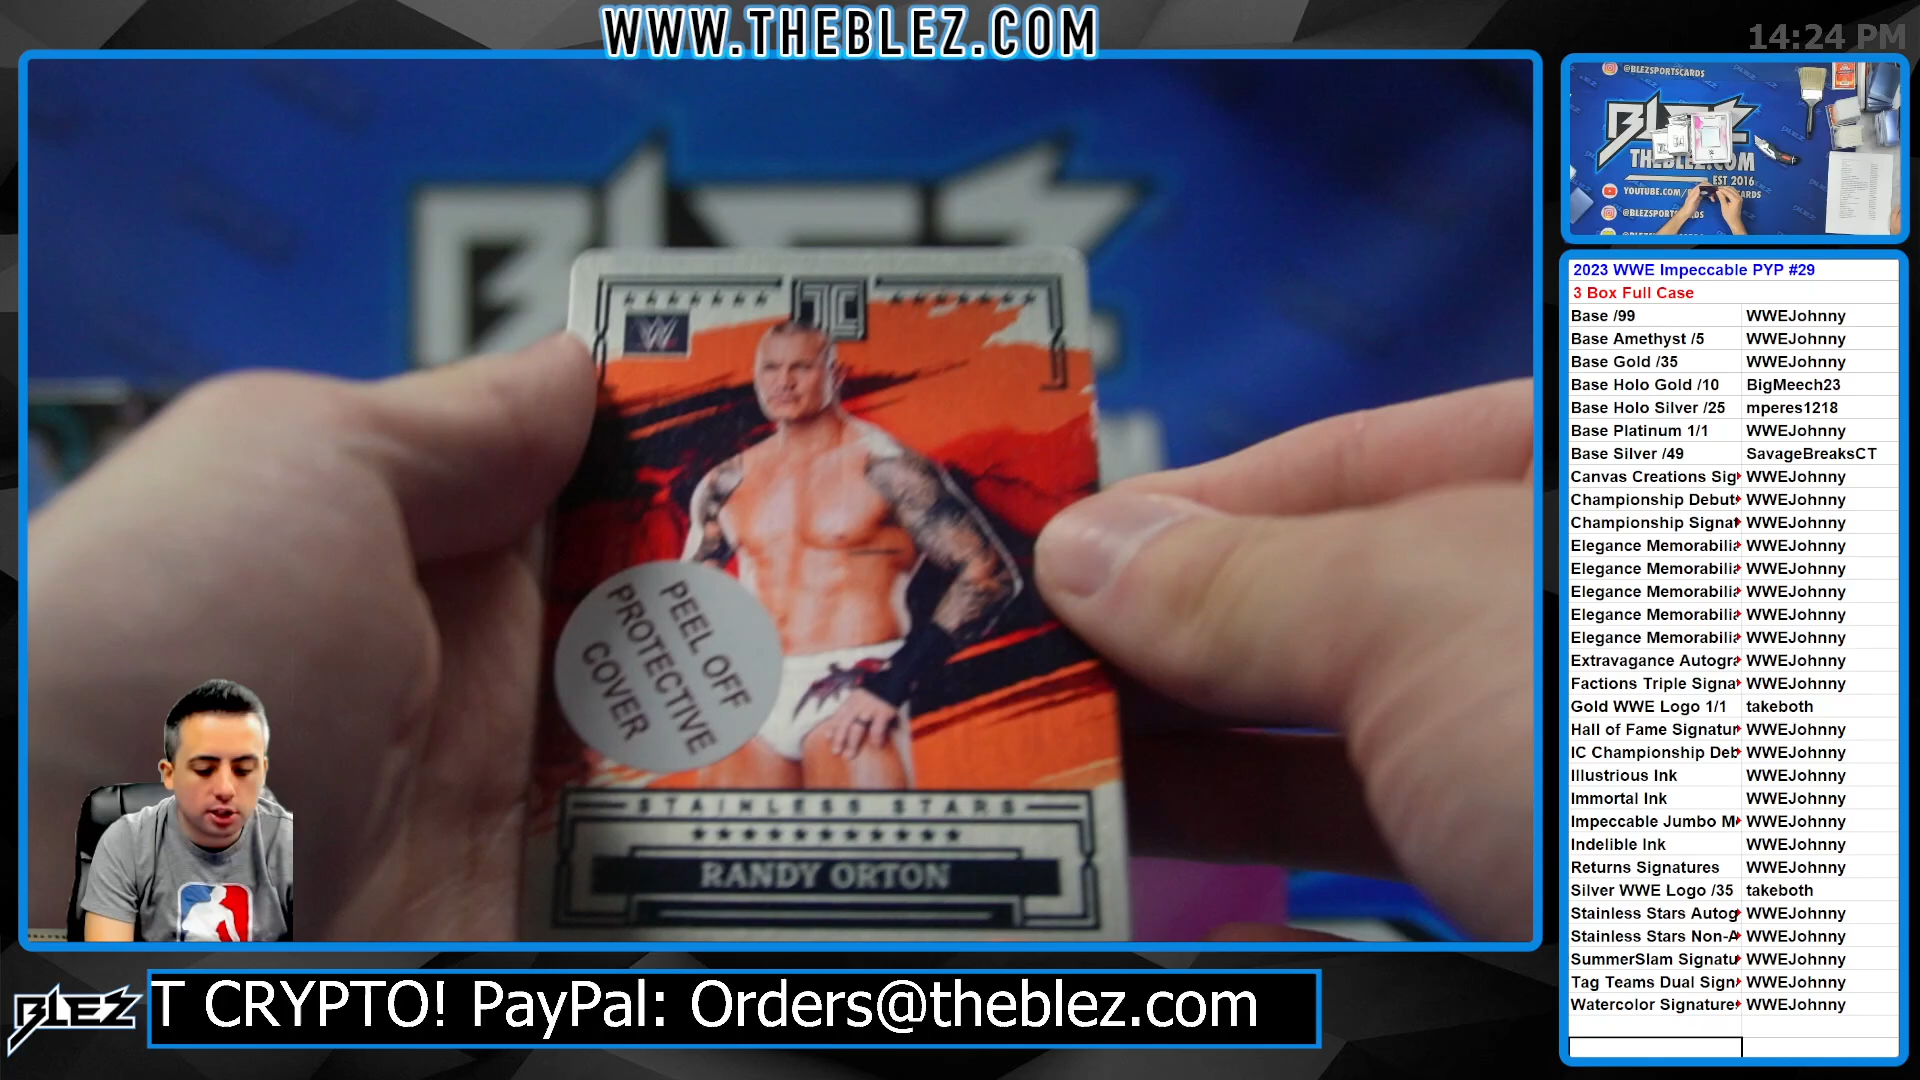 WWW.THEBLEZ.COM
14:24 PM
@BLEZSPORTSCARDS
BLEZ
THEBLEZ.COM
EST 2016
@BLEZSPORTS
W
PEEL OFF
PROTECTIVE
COVER
STAINLESS STARS
RANDY ORTON
2023 WWE Impeccable PYP #29
3 Box Full Case
Base /99 WWEJohnny
Base Amethyst /5 WWEJohnny
Base Gold /35 WWEJohnny
Base Holo Gold /10 BigMeech23
Base Holo Silver /25 mperes1218
Base Platinum 1/1 WWEJohnny
Base Silver /49 SavageBreaksCT
Canvas Creations Sig WWEJohnny
Championship Debut WWEJohnny
Championship Signat WWEJohnny
Elegance Memorabilia WWEJohnny
Elegance Memorabilia WWEJohnny
Elegance Memorabilia WWEJohnny
Elegance Memorabilia WWEJohnny
Elegance Memorabilia WWEJohnny
Extravagance Autogra WWEJohnny
Factions Triple Signa WWEJohnny
Gold WWE Logo 1/1 takeboth
Hall of Fame Signatur WWEJohnny
IC Championship Deb WWEJohnny
Illustrious Ink WWEJohnny
Immortal Ink WWEJohnny
Impeccable Jumbo M WWEJohnny
Indelible Ink WWEJohnny
Returns Signatures WWEJohnny
Silver WWE Logo /35 takeboth
Stainless Stars Autog WWEJohnny
Stainless Stars Non-A WWEJohnny
SummerSlam Signatu WWEJohnny
Tag Teams Dual Sign WWEJohnny
Watercolor Signature WWEJohnny
BLEZ
T CRYPTO! PayPal: Orders@theblez.com